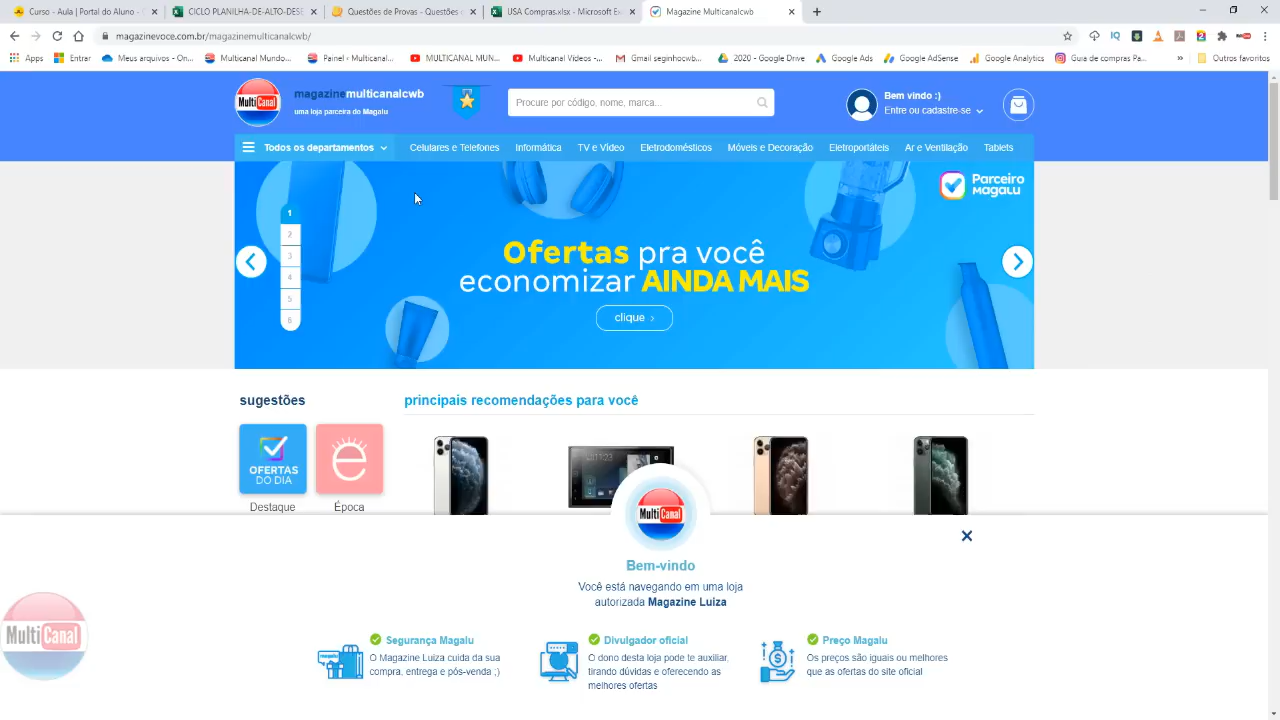 Curso - Aula | Portal do Aluno -
CICLO PLANILHA-DE-ALTO-DESE
Questões de Provas - Questões
USA Compras.xlsx - Microsoft Ex
Magazine Multicanalcwb
magazinevoce.com.br/magazinemulticanalcwb/
Apps
Entrar
Meus arquivos - On...
Multicanal Mundo...
Painel ‹ Multicanal...
MULTICANAL MUN...
Multicanal Vídeos -...
Gmail seginhocwb...
2020 - Google Drive
Google Ads
Google AdSense
Google Analytics
Guia de compras Pa...
»
Outros favoritos
MultiCanal
magazinemulticanalcwb
uma loja parceira do Magalu
Procure por código, nome, marca...
Bem vindo :)
Entre ou cadastre-se
Todos os departamentos
Celulares e Telefones
Informática
TV e Vídeo
Eletrodomésticos
Móveis e Decoração
Eletroportáteis
Ar e Ventilação
Tablets
Parceiro
Magalu
1
2
3
4
5
6
Ofertas pra você
economizar AINDA MAIS
clique ›
sugestões
principais recomendações para você
OFERTAS
DO DIA
é
Destaque
Época
MultiCanal
Bem-vindo
Você está navegando em uma loja
autorizada Magazine Luiza
Segurança Magalu
O Magazine Luiza cuida da sua
compra, entrega e pós-venda ;)
Divulgador oficial
O dono desta loja pode te auxiliar,
tirando dúvidas e oferecendo as
melhores ofertas
Preço Magalu
Os preços são iguais ou melhores
que as ofertas do site oficial
MultiCanal